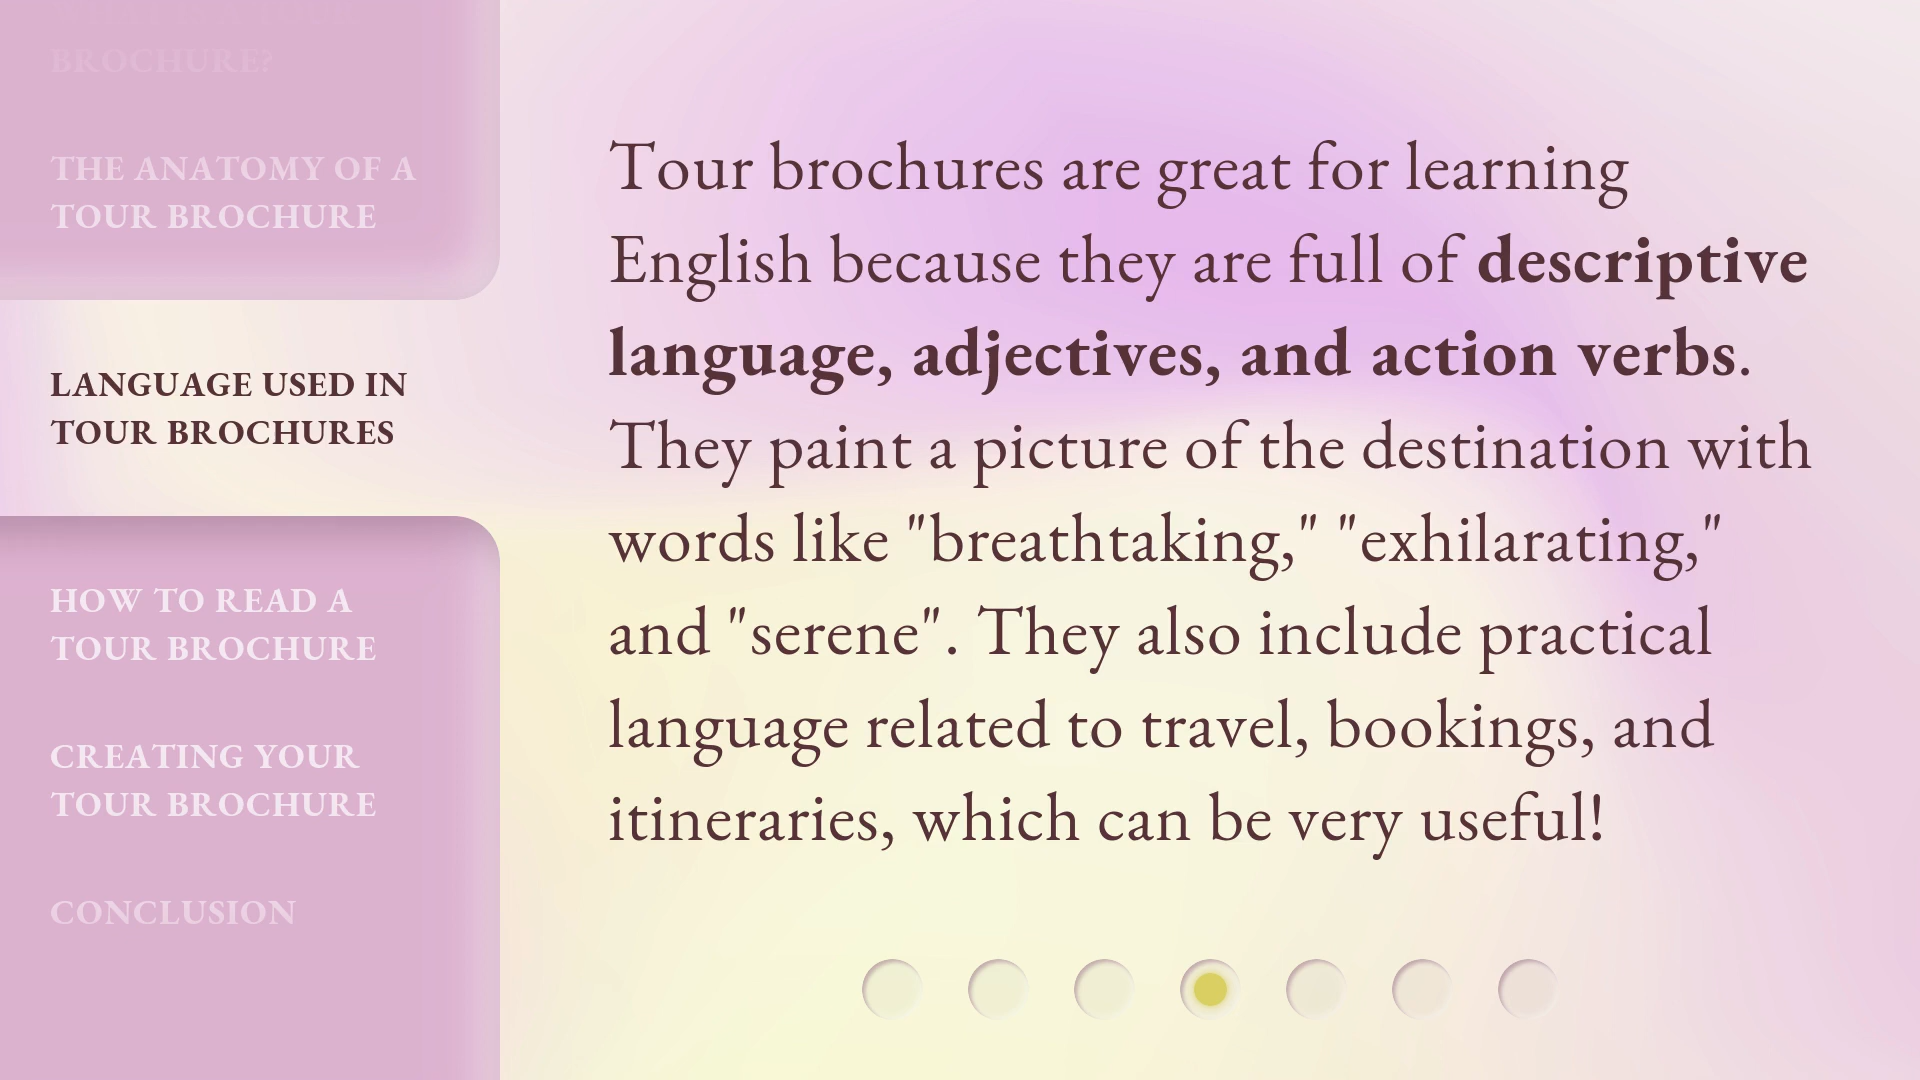 BROCHURE?
THE ANATOMY OF A
TOUR BROCHURE
LANGUAGE USED IN
TOUR BROCHURES
HOW TO READ A
TOUR BROCHURE
CREATING YOUR
TOUR BROCHURE
CONCLUSION
Tour brochures are great for learning
English because they are full of descriptive
language, adjectives, and action verbs.
They paint a picture of the destination with
words like "breathtaking," "exhilarating,"
and "serene". They also include practical
language related to travel, bookings, and
itineraries, which can be very useful!